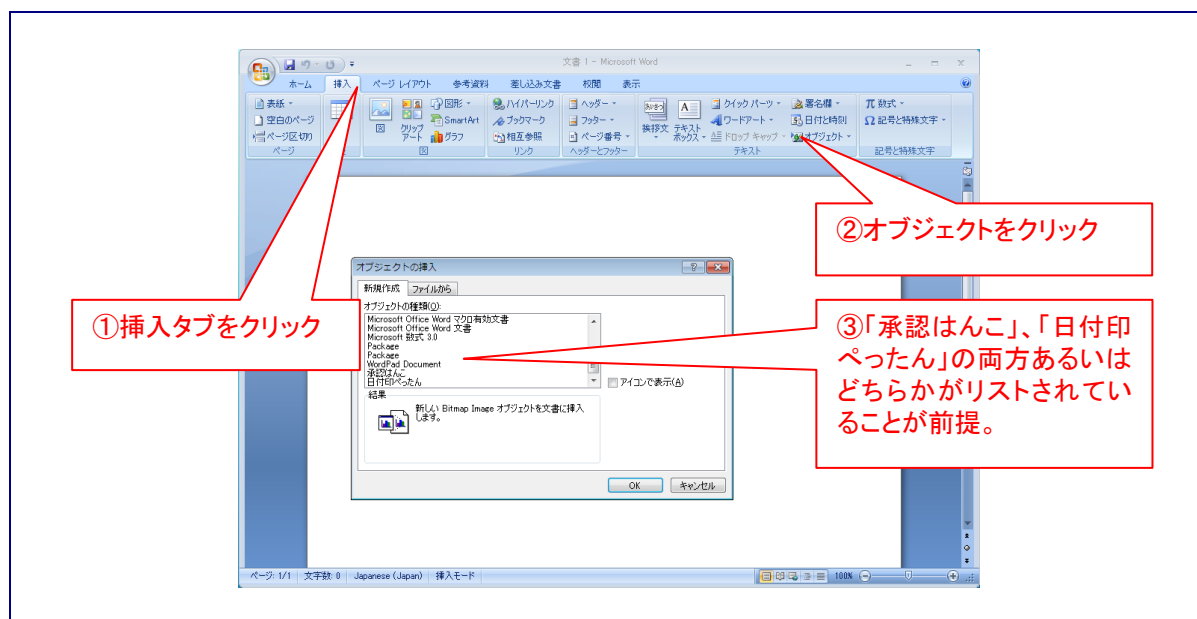 文書 1 - Microsoft Word
ホーム 挿入 ページ レイアウト 参考資料 差し込み文書 校閲 表示
表紙
空白のページ
ページ区切り
ページ
図
クリップ
アート
図形
SmartArt
グラフ
図
ハイパーリンク
ブックマーク
相互参照
リンク
ヘッダー
フッター
ページ番号
ヘッダーとフッター
挨拶文
テキスト
ボックス
クイック パーツ
ワードアート
ドロップ キャップ
署名欄
日付と時刻
オブジェクト
テキスト
π 数式
Ω 記号と特殊文字
記号と特殊文字
②オブジェクトをクリック
オブジェクトの挿入
新規作成 ファイルから
オブジェクトの種類(O):
Microsoft Office Word マクロ有効文書
Microsoft Office Word 文書
Microsoft 数式 3.0
Package
Package
WordPad Document
承認はんこ
日付印ぺったん
アイコンで表示(A)
結果
新しい Bitmap Image オブジェクトを文書に挿入
します。
OK キャンセル
①挿入タブをクリック
③「承認はんこ」、「日付印
ぺったん」の両方あるいは
どちらかがリストされてい
ることが前提。
ページ: 1/1 文字数: 0 Japanese (Japan) 挿入モード 100%